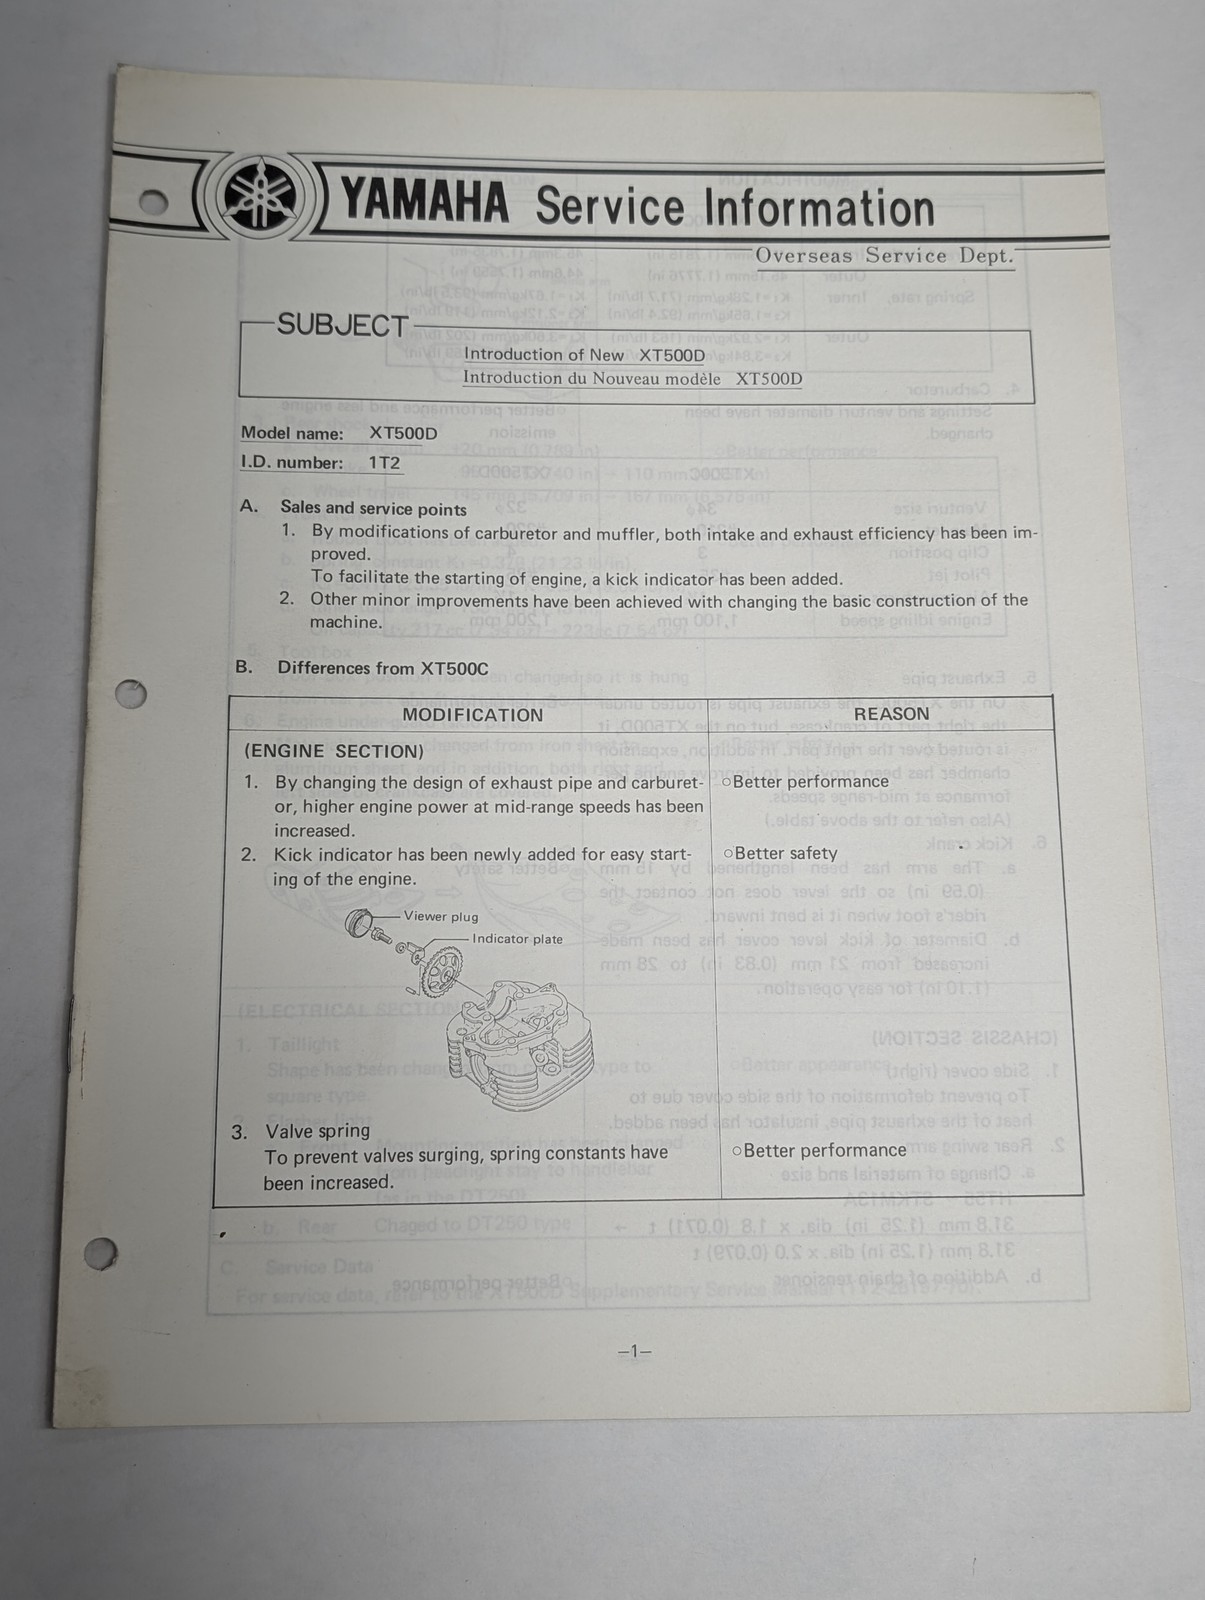 YAMAHA Service Information
Overseas Service Dept.
SUBJECT
Introduction of New XT500D
Introduction du Nouveau modèle XT500D
Model name: XT500D
I.D. number: 1T2
A. Sales and service points
1. By modifications of carburetor and muffler, both intake and exhaust efficiency has been im-
proved.
To facilitate the starting of engine, a kick indicator has been added.
2. Other minor improvements have been achieved with changing the basic construction of the
machine.
B. Differences from XT500C
MODIFICATION REASON
(ENGINE SECTION)
1. By changing the design of exhaust pipe and carburet- ○Better performance
or, higher engine power at mid-range speeds has been
increased.
2. Kick indicator has been newly added for easy start- ○Better safety
ing of the engine.
Viewer plug
Indicator plate
3. Valve spring
To prevent valves surging, spring constants have ○Better performance
been increased.
–1–